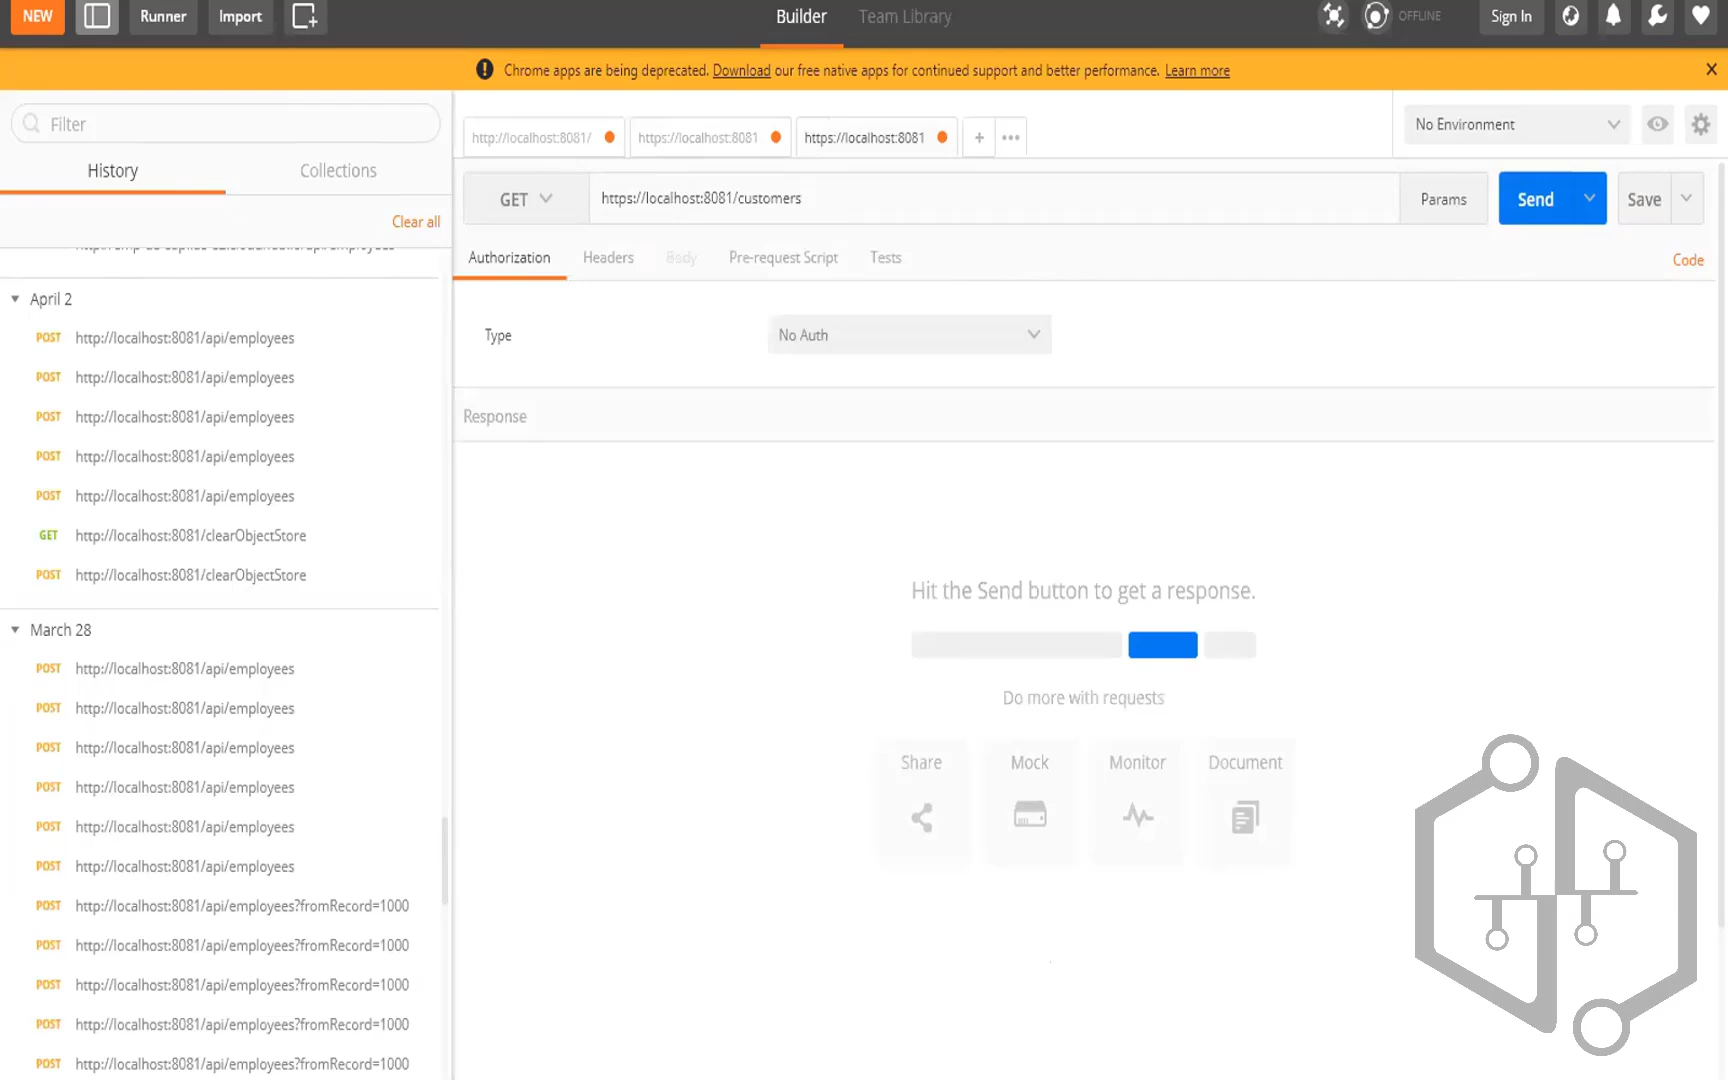 NEW
Runner
Import
Builder
Team Library
OFFLINE
Sign In
Chrome apps are being deprecated. Download our free native apps for continued support and better performance. Learn more
Filter
History
Collections
Clear all
April 2
POST http://localhost:8081/api/employees
POST http://localhost:8081/api/employees
POST http://localhost:8081/api/employees
POST http://localhost:8081/api/employees
POST http://localhost:8081/api/employees
GET http://localhost:8081/clearObjectStore
POST http://localhost:8081/clearObjectStore
March 28
POST http://localhost:8081/api/employees
POST http://localhost:8081/api/employees
POST http://localhost:8081/api/employees
POST http://localhost:8081/api/employees
POST http://localhost:8081/api/employees
POST http://localhost:8081/api/employees
POST http://localhost:8081/api/employees?fromRecord=1000
POST http://localhost:8081/api/employees?fromRecord=1000
POST http://localhost:8081/api/employees?fromRecord=1000
POST http://localhost:8081/api/employees?fromRecord=1000
POST http://localhost:8081/api/employees?fromRecord=1000
http://localhost:8081/
https://localhost:8081
https://localhost:8081
No Environment
GET
https://localhost:8081/customers
Params
Send
Save
Authorization
Headers
Body
Pre-request Script
Tests
Code
Type
No Auth
Response
Hit the Send button to get a response.
Do more with requests
Share
Mock
Monitor
Document